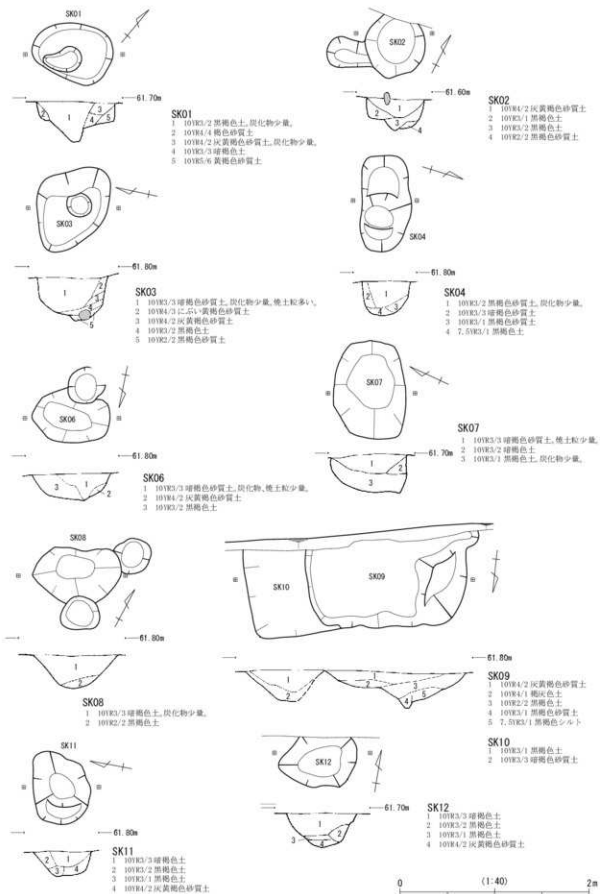 SK01
61.70m
SK01
1 10YR3/2 黒褐色土、炭化物少量。
2 10YR4/4 褐色砂質土
3 10YR4/2 灰黄褐色砂質土、炭化物少量。
4 10YR3/3 暗褐色土
5 10YR5/6 黄褐色砂質土
SK02
61.60m
SK02
1 10YR4/2 灰黄褐色砂質土
2 10YR3/1 黒褐色土
3 10YR3/2 黒褐色土
4 10YR2/2 黒褐色砂質土
SK03
61.80m
SK03
1 10YR3/3 暗褐色砂質土、炭化物少量、焼土粒多い。
2 10YR4/3 にぶい黄褐色砂質土
3 10YR4/2 灰黄褐色砂質土
4 10YR3/2 黒褐色土
5 10YR2/2 黒褐色砂質土
SK04
61.80m
SK04
1 10YR3/2 黒褐色砂質土、炭化物少量。
2 10YR3/3 暗褐色砂質土
3 10YR3/1 黒褐色砂質土
4 7.5YR3/1 黒褐色土
SK06
61.80m
SK06
1 10YR3/3 暗褐色砂質土、炭化物、焼土粒少量。
2 10YR4/2 灰黄褐色砂質土
3 10YR3/2 黒褐色土
SK07
61.70m
SK07
1 10YR3/3 暗褐色砂質土、焼土粒少量。
2 10YR3/2 暗褐色土
3 10YR3/1 黒褐色土、炭化物少量。
SK08
61.80m
SK08
1 10YR3/3 暗褐色土、炭化物少量。
2 10YR2/2 黒褐色土
SK10
SK09
61.80m
SK09
1 10YR4/2 灰黄褐色砂質土
2 10YR4/1 褐灰色土
3 10YR2/2 黒褐色土
4 10YR3/1 黒褐色砂質土
5 7.5YR3/1 黒褐色シルト
SK10
1 10YR3/1 黒褐色土
2 10YR3/3 暗褐色砂質土
SK11
61.80m
SK11
1 10YR3/3 暗褐色土
2 10YR3/2 黒褐色土
3 10YR3/1 黒褐色土
4 10YR4/2 灰黄褐色砂質土
SK12
61.70m
SK12
1 10YR3/3 暗褐色土
2 10YR3/2 黒褐色土
3 10YR3/1 黒褐色土
4 10YR4/2 灰黄褐色砂質土
0 (1:40) 2m